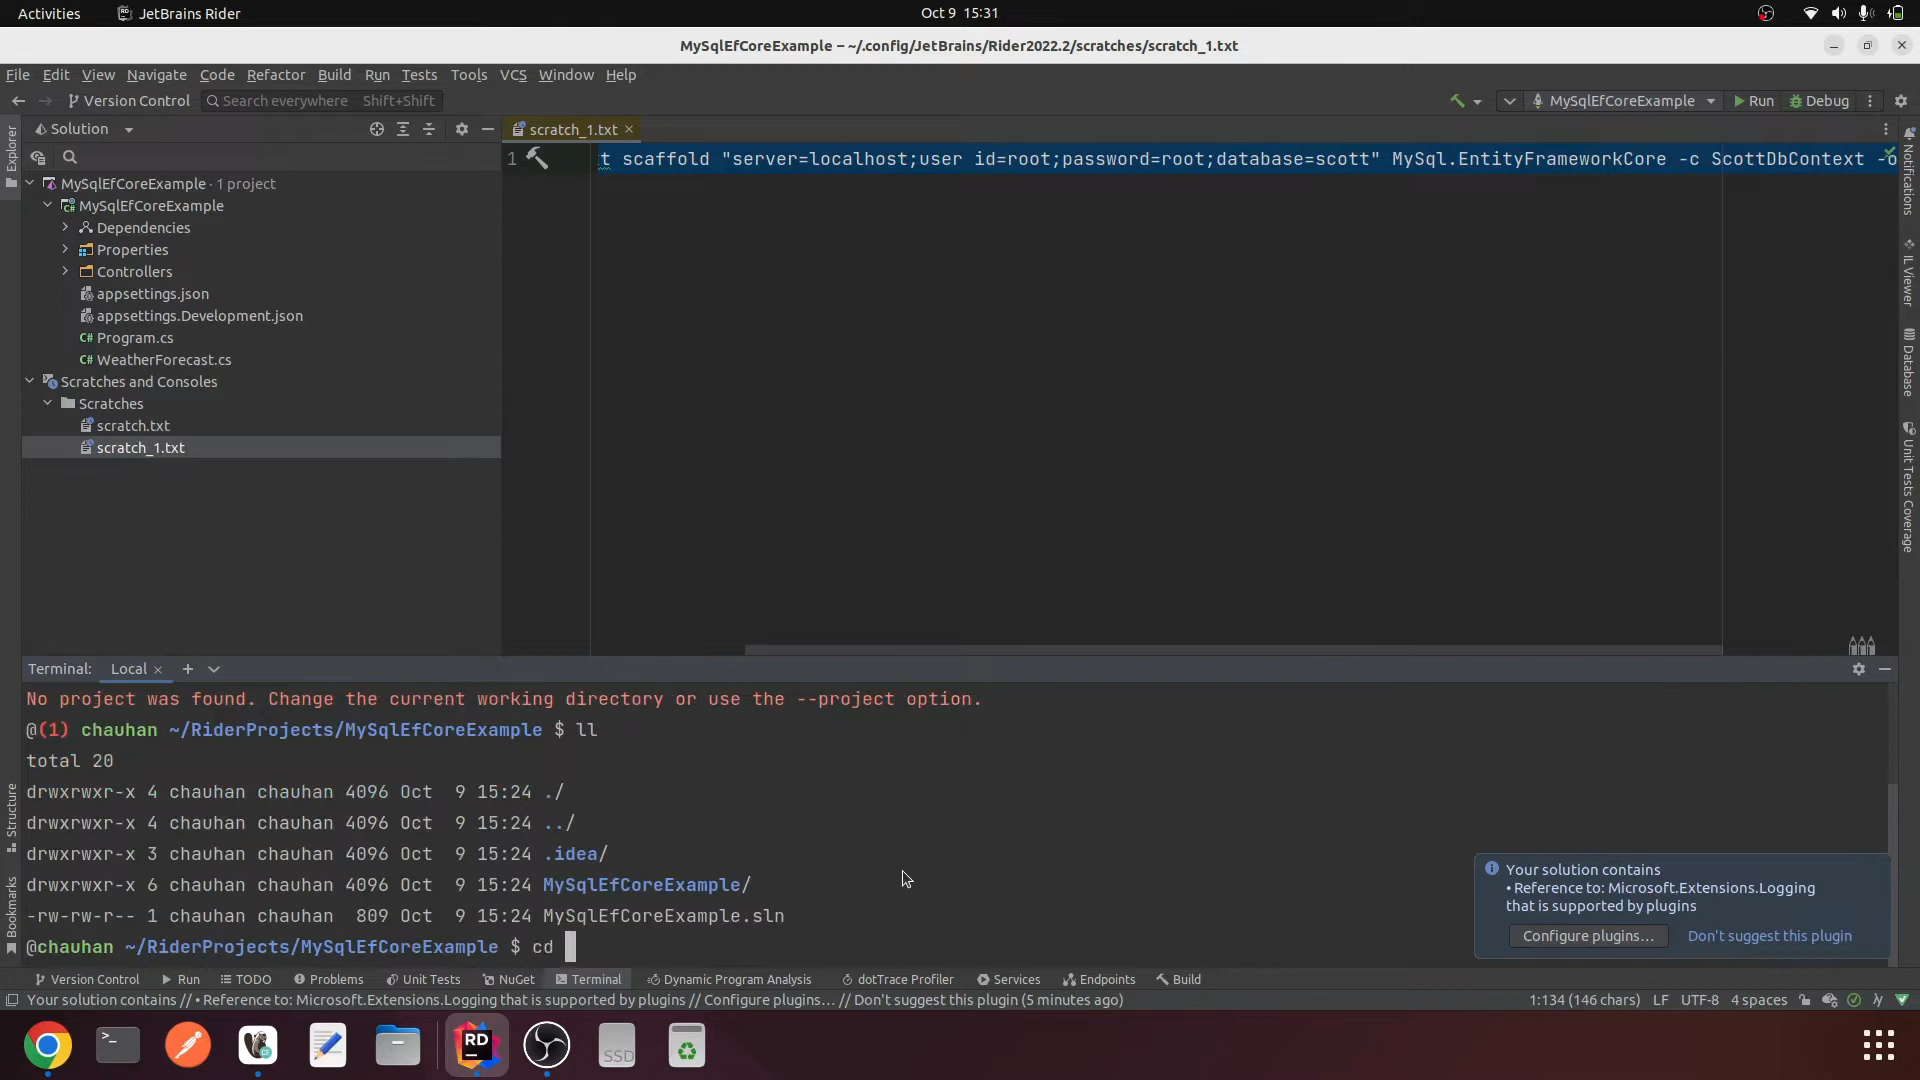 Activities
JetBrains Rider
Oct 9 15:31
MySqlEfCoreExample – ~/.config/JetBrains/Rider2022.2/scratches/scratch_1.txt
File Edit View Navigate Code Refactor Build Run Tests Tools VCS Window Help
Version Control
Search everywhere Shift+Shift
MySqlEfCoreExample
Run
Debug
Explorer
Solution
scratch_1.txt
1
t scaffold "server=localhost;user id=root;password=root;database=scott" MySql.EntityFrameworkCore -c ScottDbContext -o
MySqlEfCoreExample · 1 project
MySqlEfCoreExample
Dependencies
Properties
Controllers
appsettings.json
appsettings.Development.json
C# Program.cs
C# WeatherForecast.cs
Scratches and Consoles
Scratches
scratch.txt
scratch_1.txt
Notifications
IL Viewer
Database
Unit Tests Coverage
Structure
Bookmarks
Terminal: Local
No project was found. Change the current working directory or use the --project option.
@(1) chauhan ~/RiderProjects/MySqlEfCoreExample $ ll
total 20
drwxrwxr-x 4 chauhan chauhan 4096 Oct  9 15:24 ./
drwxrwxr-x 4 chauhan chauhan 4096 Oct  9 15:24 ../
drwxrwxr-x 3 chauhan chauhan 4096 Oct  9 15:24 .idea/
drwxrwxr-x 6 chauhan chauhan 4096 Oct  9 15:24 MySqlEfCoreExample/
-rw-rw-r-- 1 chauhan chauhan  809 Oct  9 15:24 MySqlEfCoreExample.sln
@chauhan ~/RiderProjects/MySqlEfCoreExample $ cd
Your solution contains
• Reference to: Microsoft.Extensions.Logging
that is supported by plugins
Configure plugins... Don't suggest this plugin
Version Control Run TODO Problems Unit Tests NuGet Terminal Dynamic Program Analysis dotTrace Profiler Services Endpoints Build
Your solution contains // • Reference to: Microsoft.Extensions.Logging that is supported by plugins // Configure plugins... // Don't suggest this plugin (5 minutes ago)
1:134 (146 chars) LF UTF-8 4 spaces
>_
RD
SSD